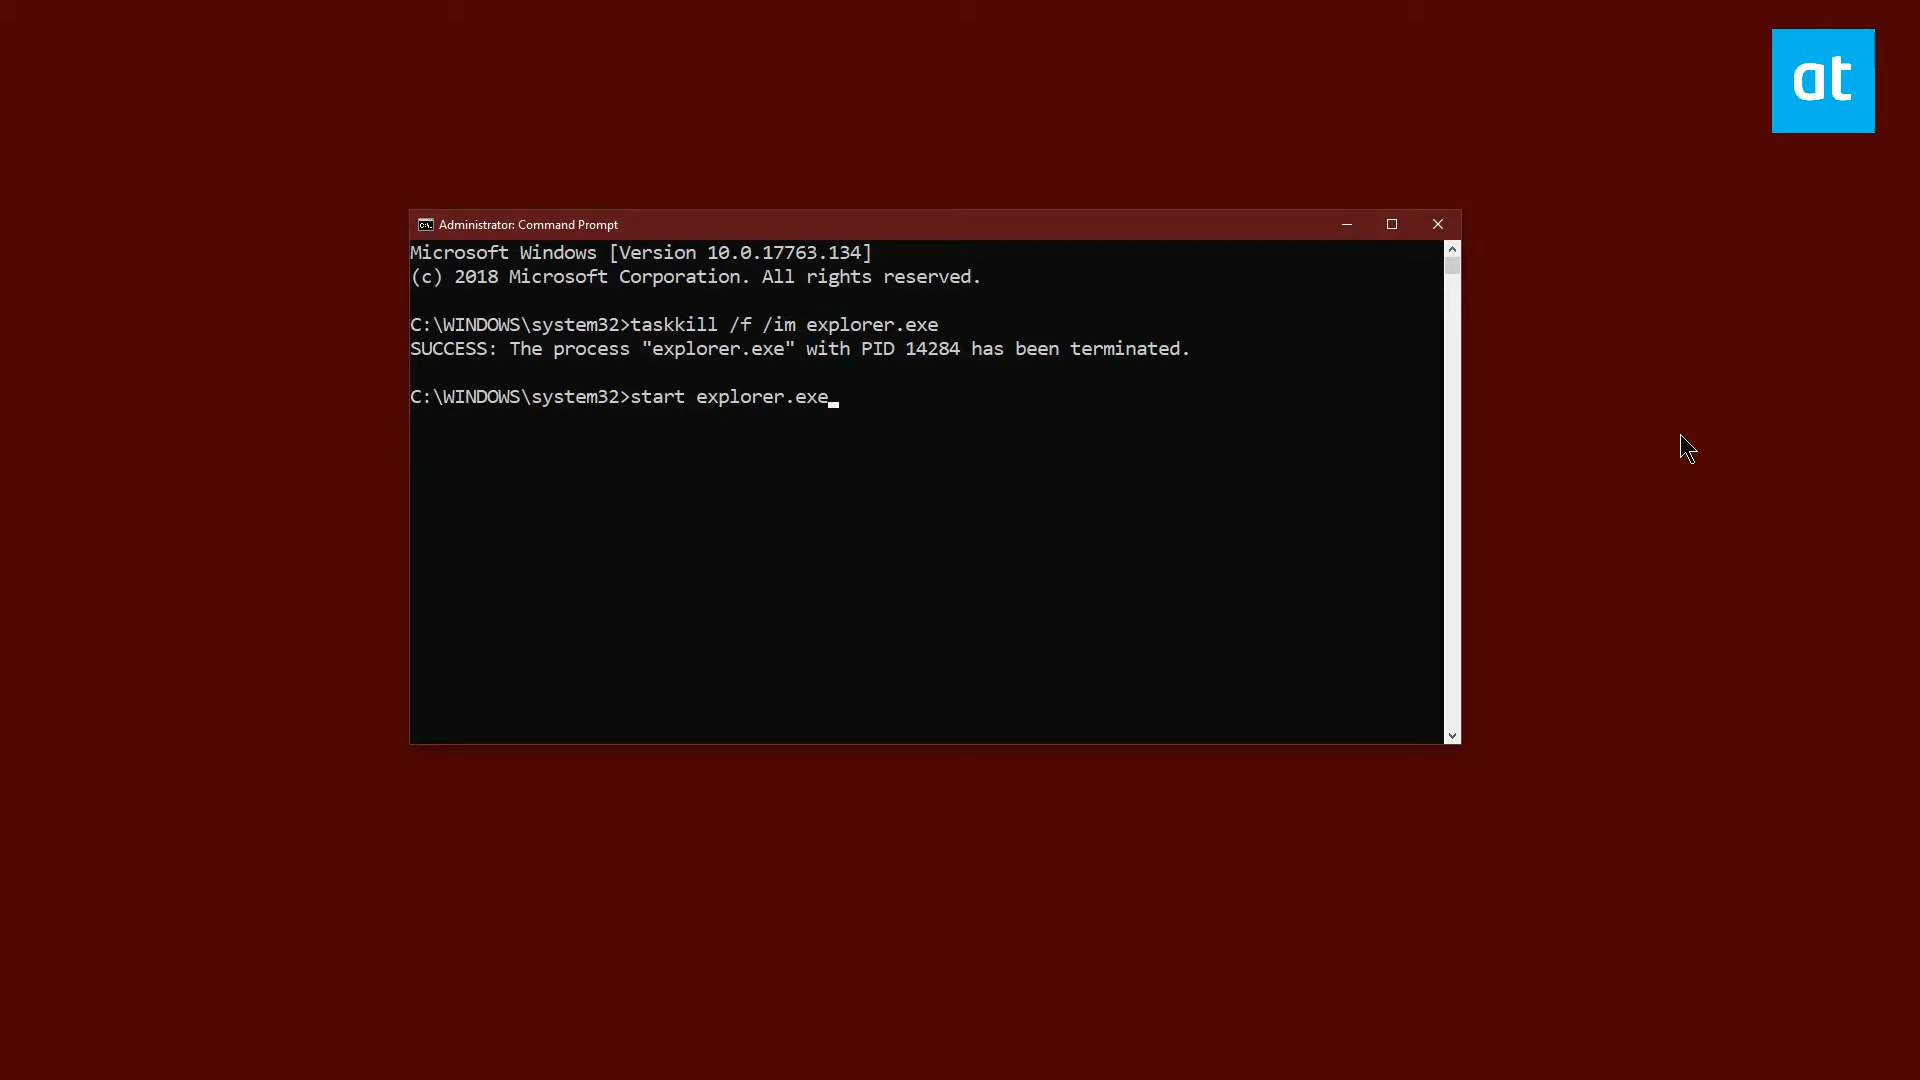 at
Administrator: Command Prompt
Microsoft Windows [Version 10.0.17763.134]
(c) 2018 Microsoft Corporation. All rights reserved.
C:\WINDOWS\system32>taskkill /f /im explorer.exe
SUCCESS: The process "explorer.exe" with PID 14284 has been terminated.
C:\WINDOWS\system32>start explorer.exe